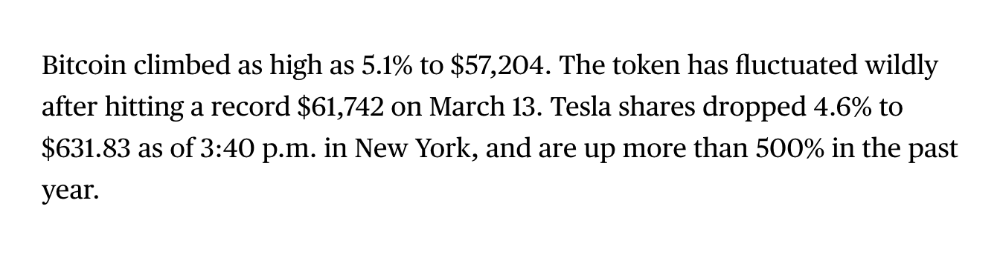 Bitcoin climbed as high as 5.1% to $57,204. The token has fluctuated wildly
after hitting a record $61,742 on March 13. Tesla shares dropped 4.6% to
$631.83 as of 3:40 p.m. in New York, and are up more than 500% in the past
year.